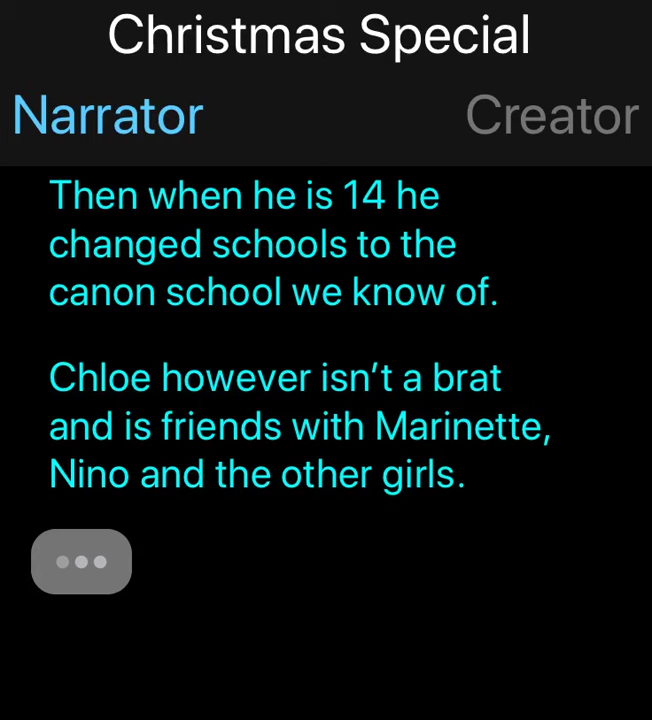 Christmas Special
Narrator
Creator
Then when he is 14 he
changed schools to the
canon school we know of.
Chloe however isn’t a brat
and is friends with Marinette,
Nino and the other girls.